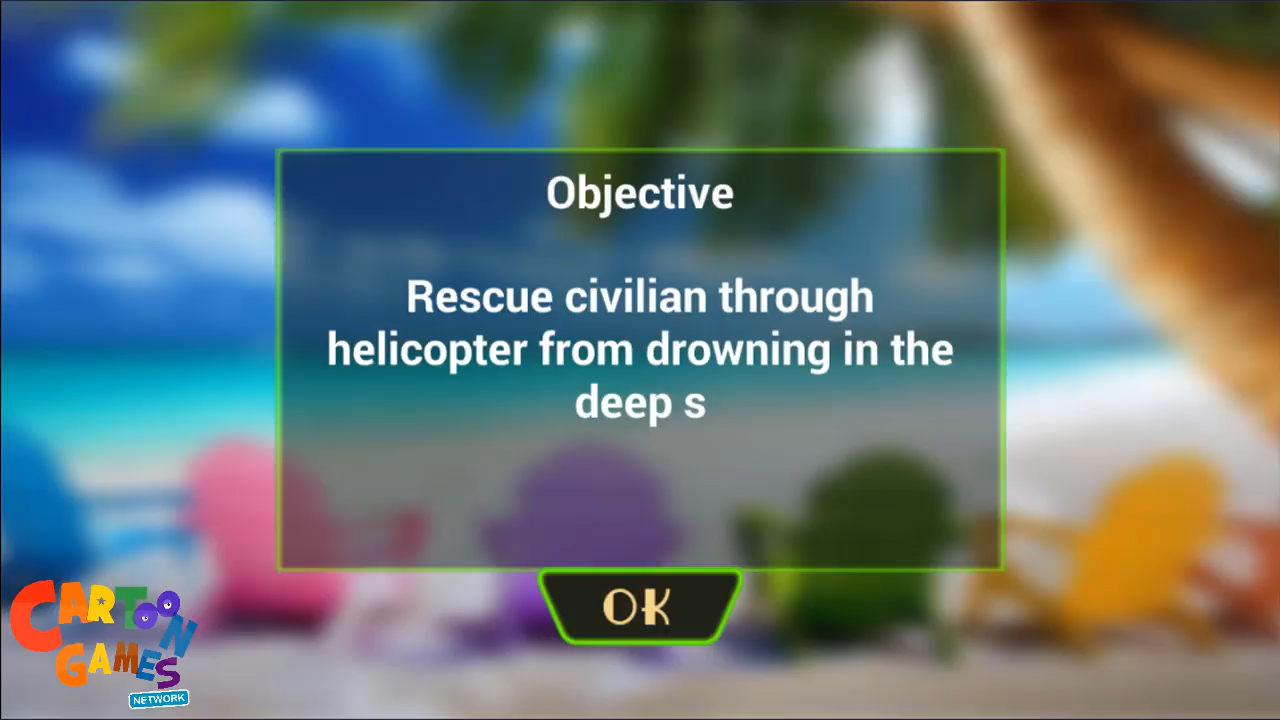 Objective
Rescue civilian through
helicopter from drowning in the
deep s
OK
CARTOON
GAMES
NETWORK